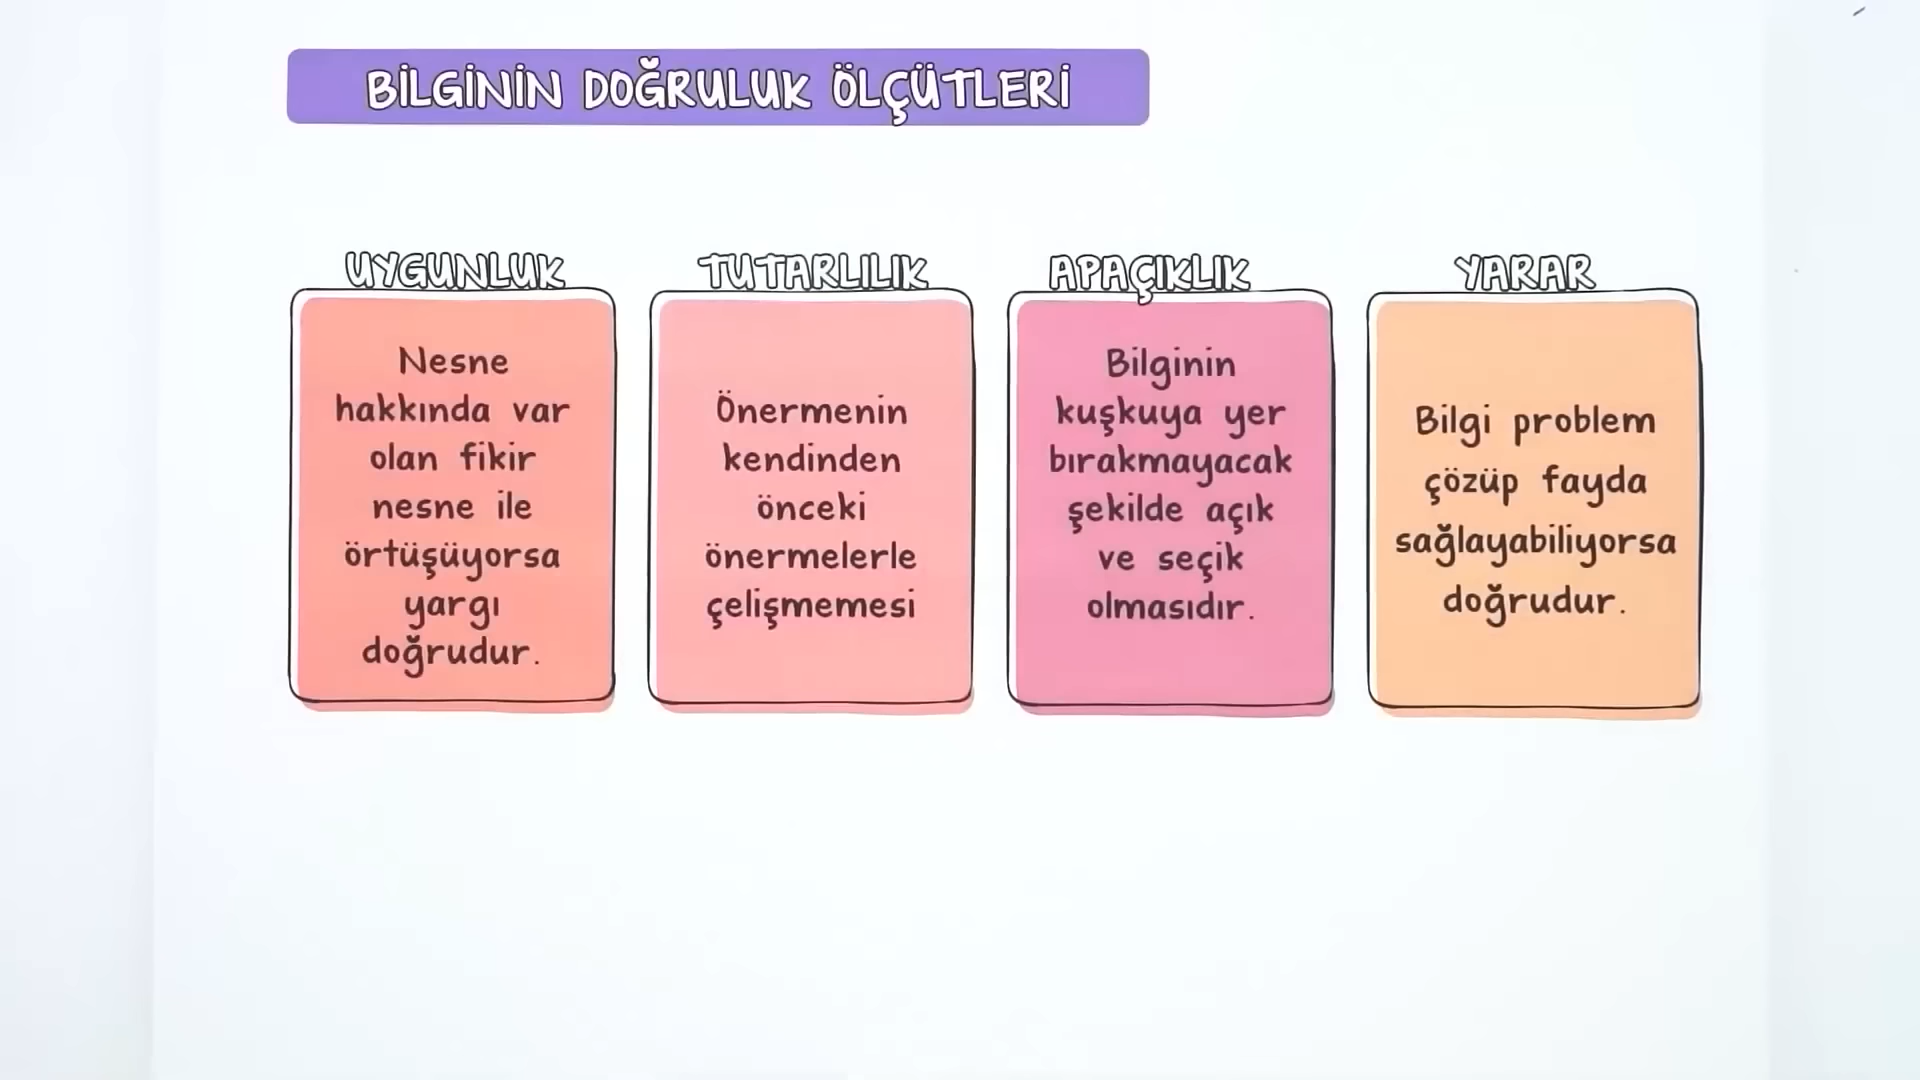 BİLGİNİN DOĞRULUK ÖLÇÜTLERİ
UYGUNLUK
Nesne
hakkında var
olan fikir
nesne ile
örtüşüyorsa
yargı
doğrudur.
TUTARLILIK
Önermenin
kendinden
önceki
önermelerle
çelişmemesi
APAÇIKLIK
Bilginin
kuşkuya yer
bırakmayacak
şekilde açık
ve seçik
olmasıdır.
YARAR
Bilgi problem
çözüp fayda
sağlayabiliyorsa
doğrudur.